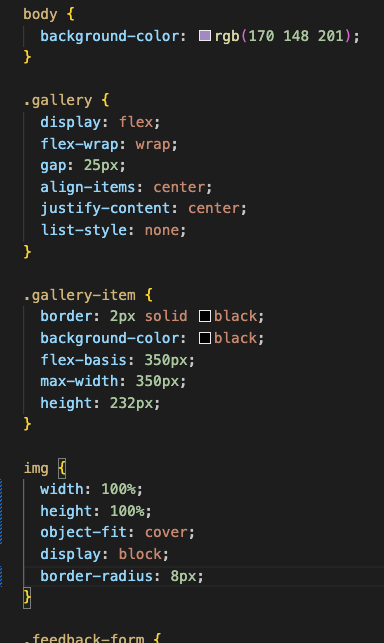 body {
background-color: rgb(170 148 201);
}
.gallery {
display: flex;
flex-wrap: wrap;
gap: 25px;
align-items: center;
justify-content: center;
list-style: none;
}
.gallery-item {
border: 2px solid black;
background-color: black;
flex-basis: 350px;
max-width: 350px;
height: 232px;
}
img {
width: 100%;
height: 100%;
object-fit: cover;
display: block;
border-radius: 8px;
}
.feedback-form {